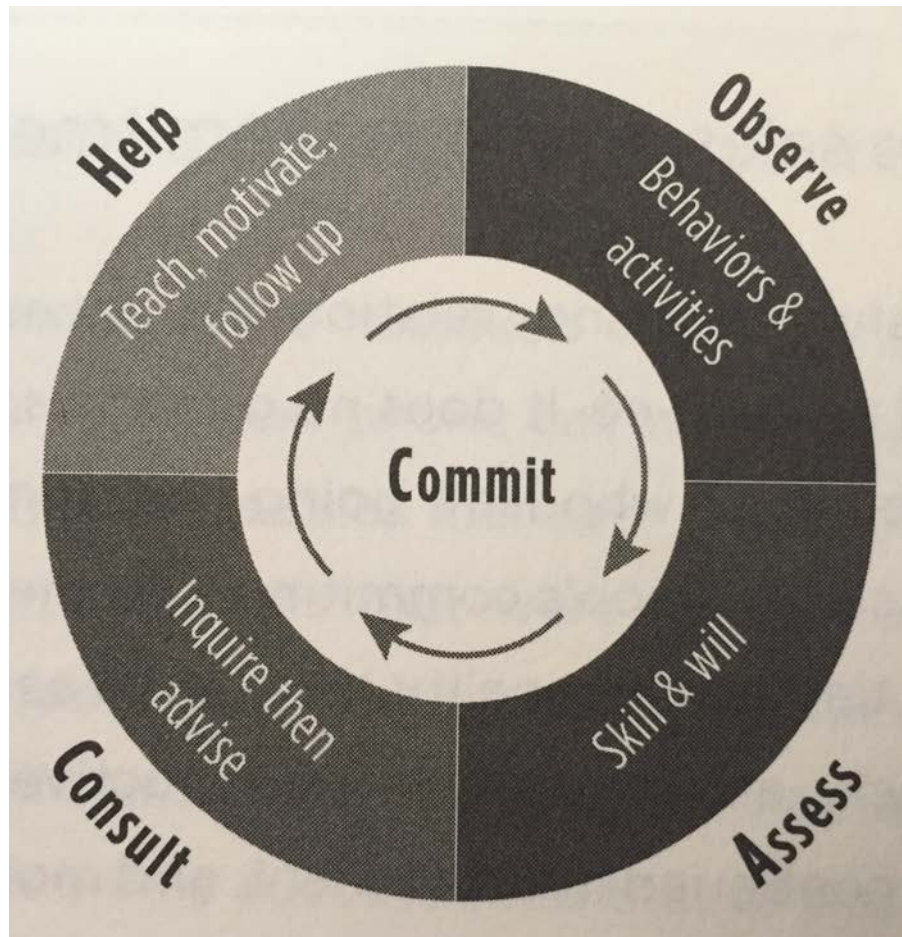 Help
Teach, motivate,
follow up
Observe
Behaviors &
activities
Commit
Inquire then
advise
Consult
Skill & will
Assess